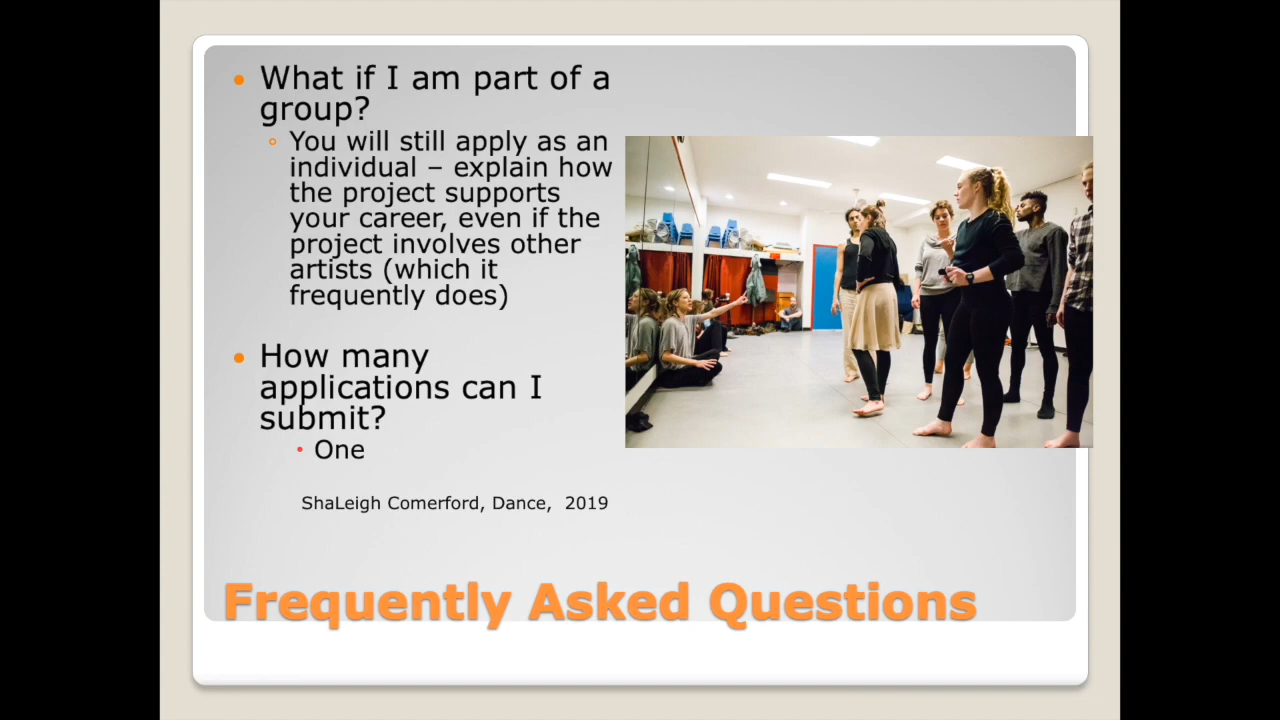 What if I am part of a
group?
You will still apply as an
individual – explain how
the project supports
your career, even if the
project involves other
artists (which it
frequently does)
How many
applications can I
submit?
One
ShaLeigh Comerford, Dance, 2019
Frequently Asked Questions